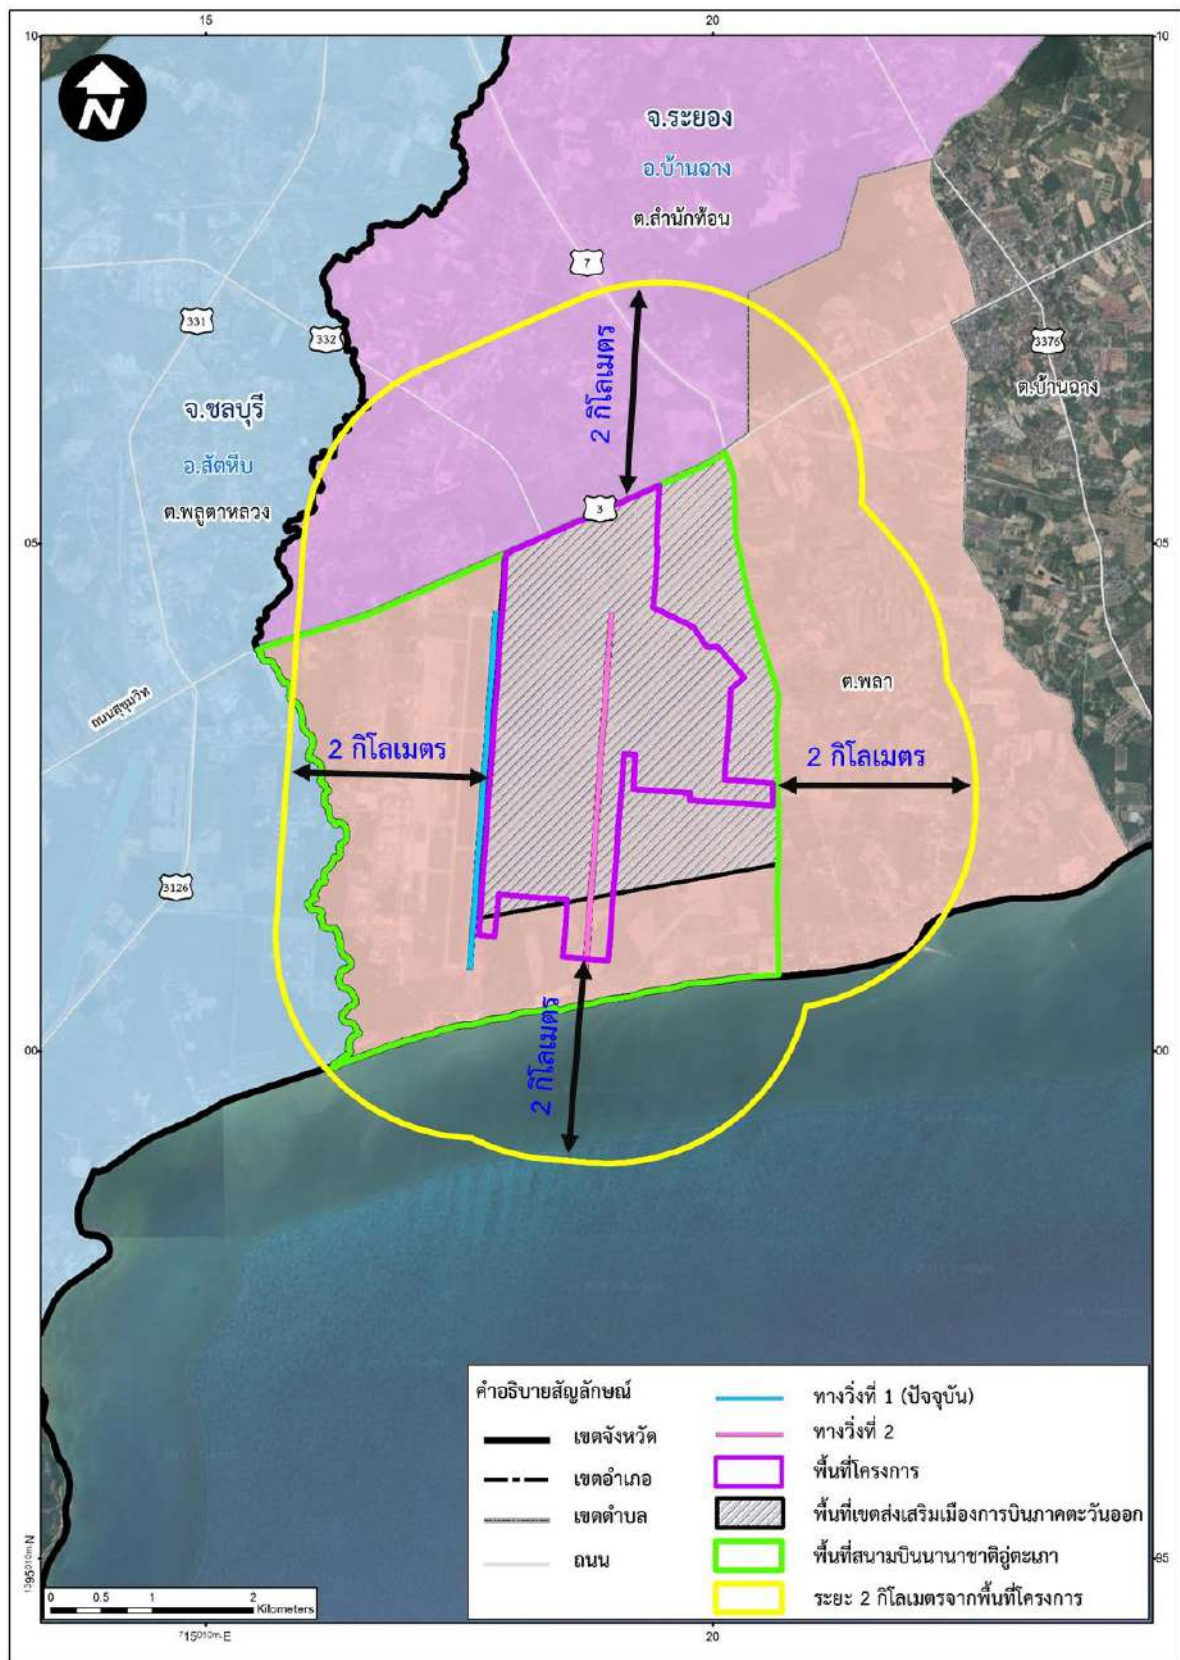 15
20
10
10
N
จ.ระยอง
อ.บ้านฉาง
ต.สำนักท้อน
7
331
332
3376
2 กิโลเมตร
ต.บ้านฉาง
จ.ชลบุรี
อ.สัตหีบ
ต.พลูตาหลวง
3
05
05
ต.พลา
ถนนสุขุมวิท
2 กิโลเมตร
2 กิโลเมตร
3126
2 กิโลเมตร
00
00
คำอธิบายสัญลักษณ์
เขตจังหวัด
เขตอำเภอ
เขตตำบล
ถนน
ทางวิ่งที่ 1 (ปัจจุบัน)
ทางวิ่งที่ 2
พื้นที่โครงการ
พื้นที่เขตส่งเสริมเมืองการบินภาคตะวันออก
พื้นที่สนามบินนานาชาติอู่ตะเภา
ระยะ 2 กิโลเมตรจากพื้นที่โครงการ
1395010m.N
95
0 0.5 1 2
Kilometers
715010m.E
20